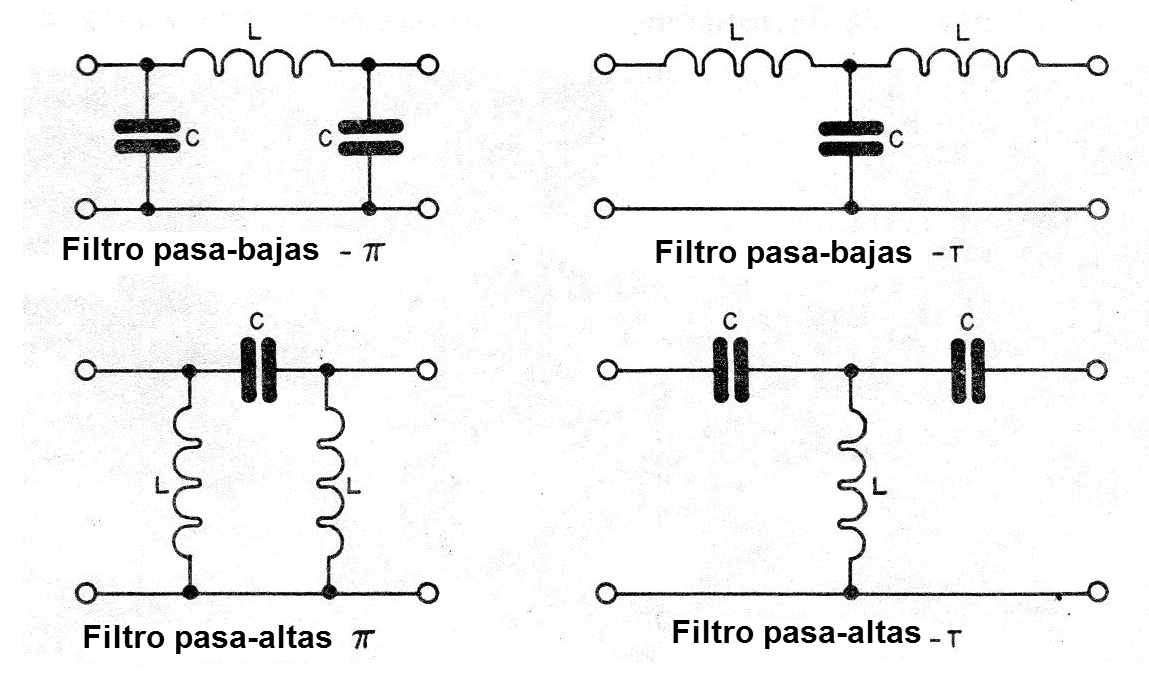 L
L
L
C
C
C
Filtro pasa-bajas - π
Filtro pasa-bajas -T
C
C
C
L
L
L
Filtro pasa-altas π
Filtro pasa-altas -T